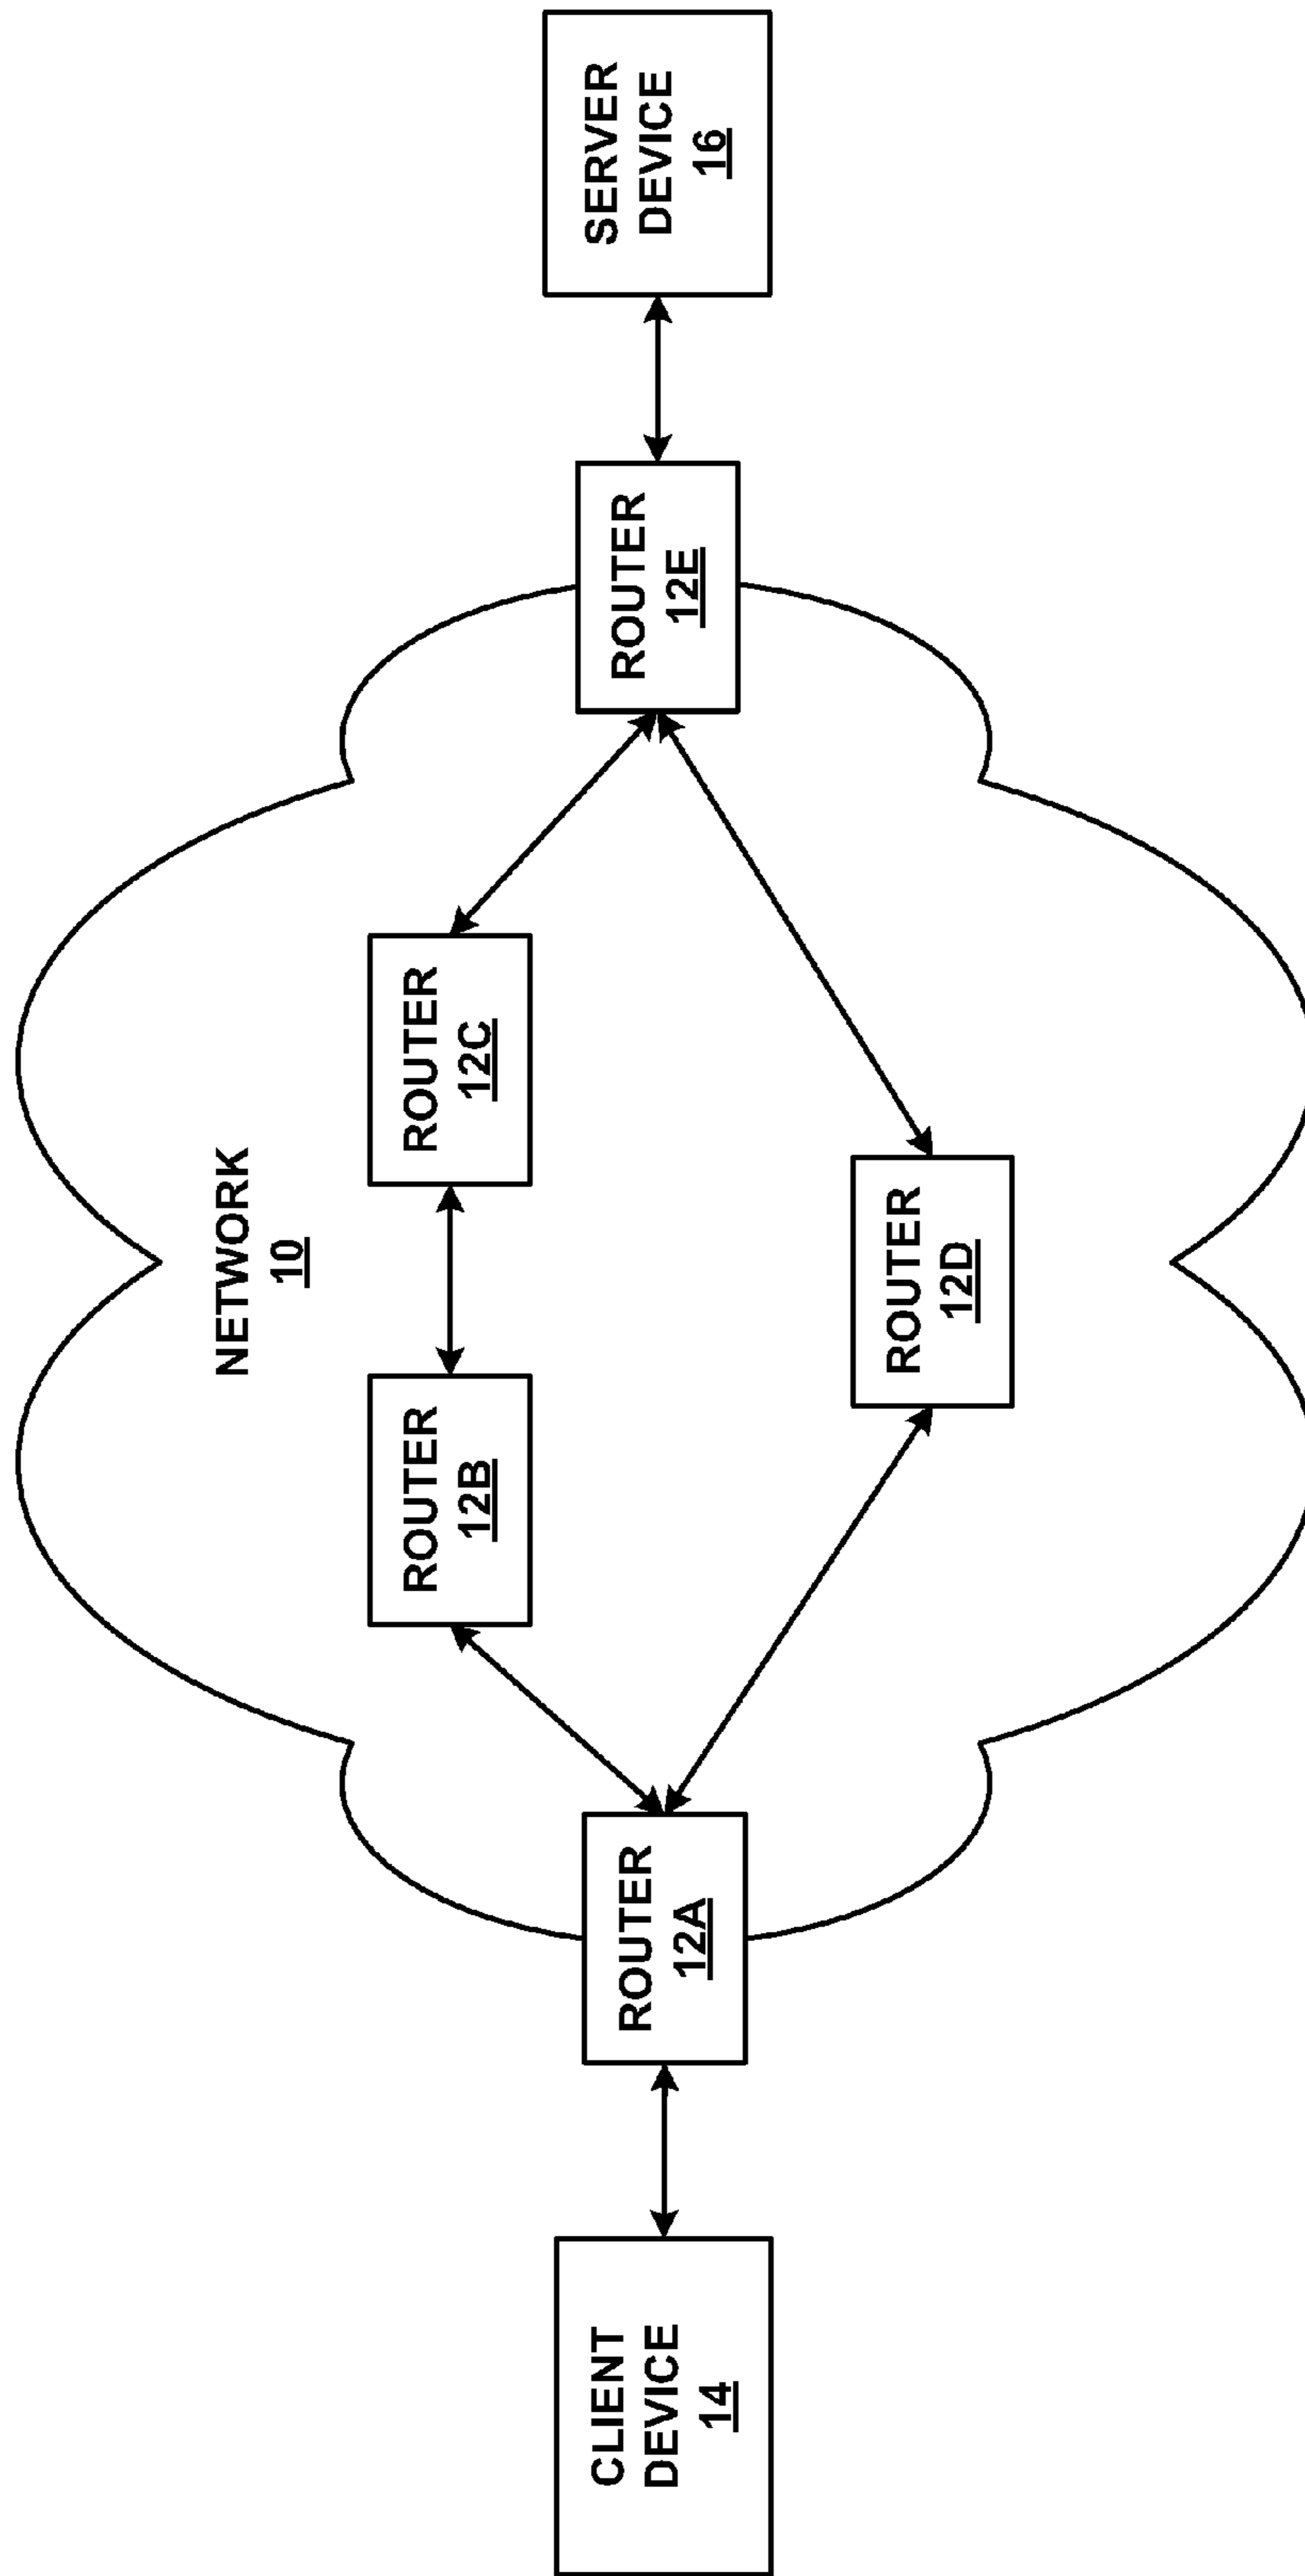 NETWORK
10
ROUTER
12B
ROUTER
12C
CLIENT
DEVICE
14
ROUTER
12A
ROUTER
12E
SERVER
DEVICE
16
ROUTER
12D